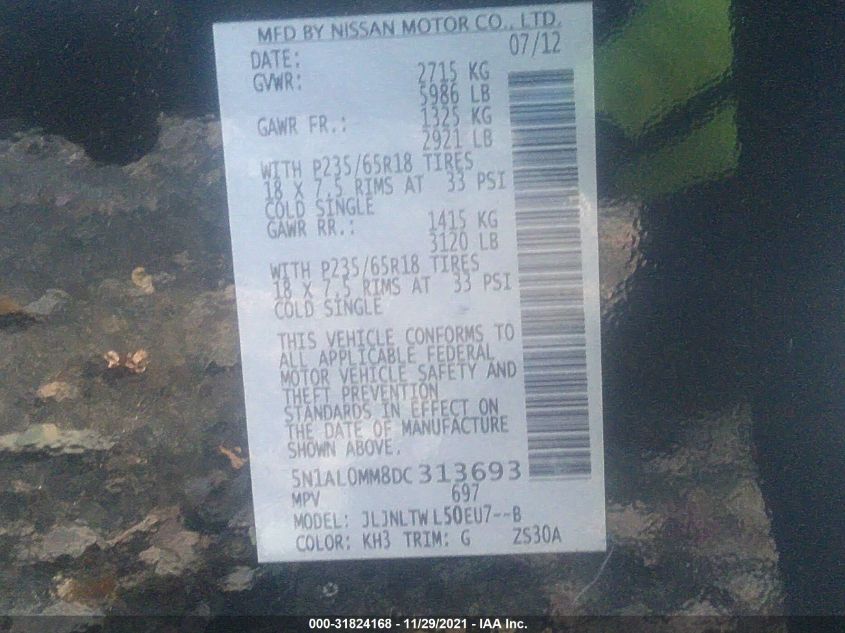 MFD BY NISSAN MOTOR CO., LTD.
DATE: 07/12
GVWR: 2715 KG
5986 LB
GAWR FR.: 1325 KG
2921 LB
WITH P235/65R18 TIRES
18 X 7.5 RIMS AT 33 PSI
COLD SINGLE
GAWR RR.: 1415 KG
3120 LB
WITH P235/65R18 TIRES
18 X 7.5 RIMS AT 33 PSI
COLD SINGLE
THIS VEHICLE CONFORMS TO
ALL APPLICABLE FEDERAL
MOTOR VEHICLE SAFETY AND
THEFT PREVENTION
STANDARDS IN EFFECT ON
THE DATE OF MANUFACTURE
SHOWN ABOVE.
5N1AL0MM8DC313693
MPV 697
MODEL: JLJNLTWL50EU7--B
COLOR: KH3 TRIM: G ZS30A
000-31824168 - 11/29/2021 - IAA Inc.